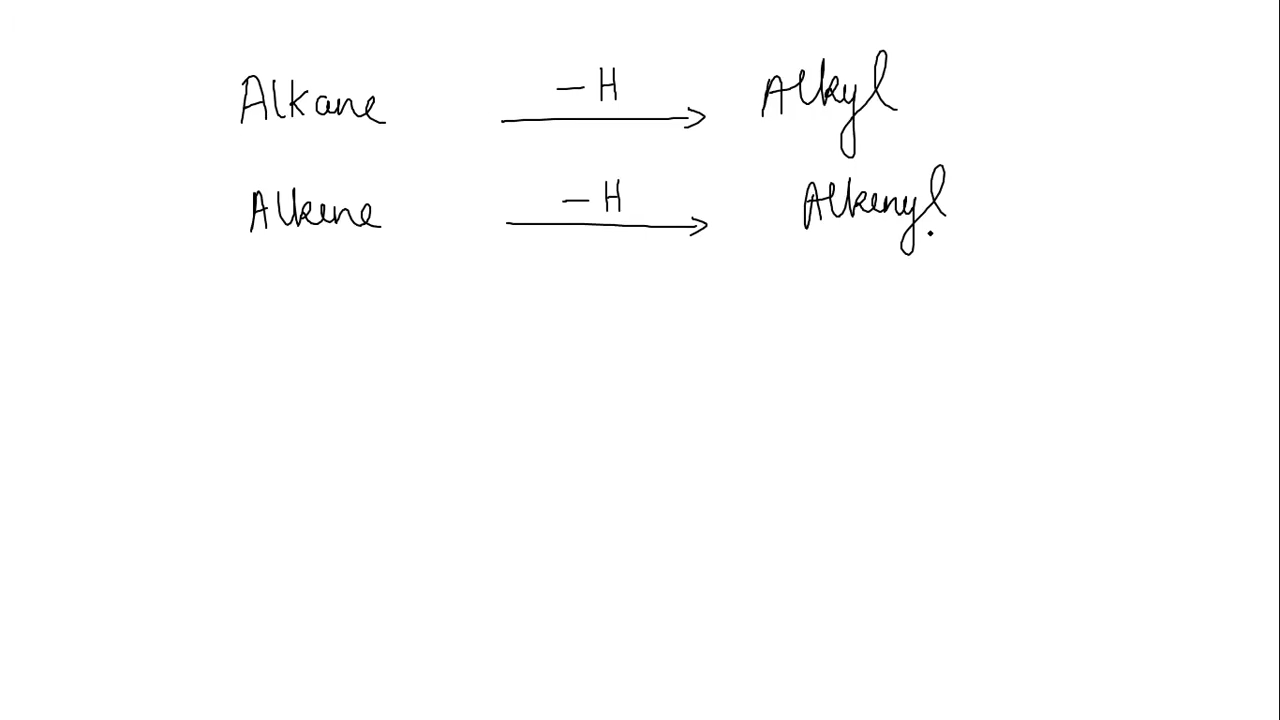 Alkane - H → Alkyl
Alkene - H → Alkenyl